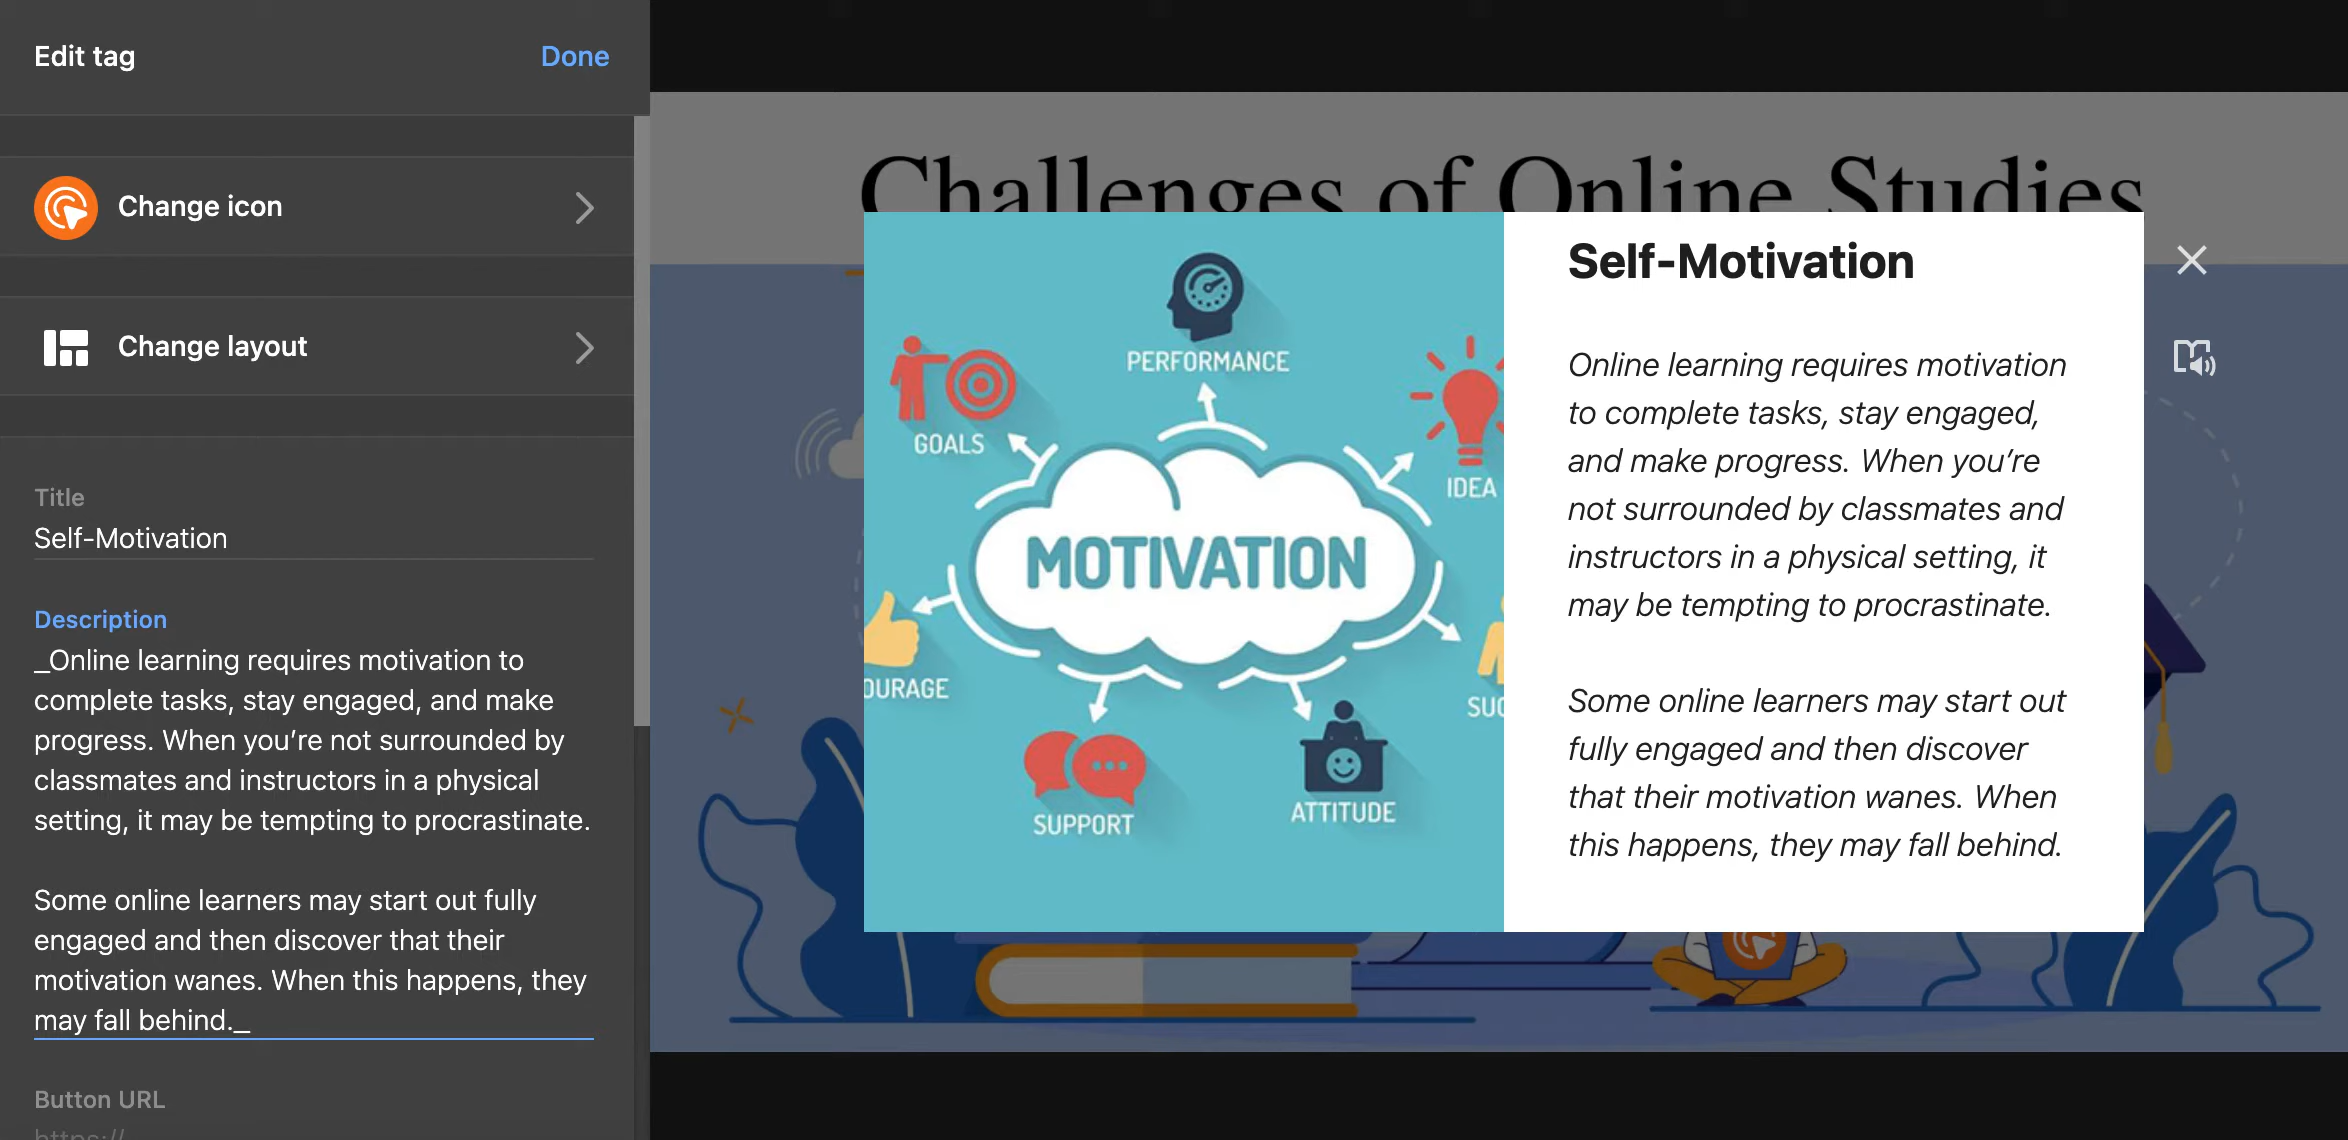 Edit tag
Done
Change icon
Change layout
Title
Self-Motivation
Description
_Online learning requires motivation to
complete tasks, stay engaged, and make
progress. When you’re not surrounded by
classmates and instructors in a physical
setting, it may be tempting to procrastinate.
Some online learners may start out fully
engaged and then discover that their
motivation wanes. When this happens, they
may fall behind._
Button URL
https://
Challenges of Online Studies
PERFORMANCE
GOALS
IDEA
MOTIVATION
OURAGE
SUC
SUPPORT
ATTITUDE
Self-Motivation
Online learning requires motivation
to complete tasks, stay engaged,
and make progress. When you’re
not surrounded by classmates and
instructors in a physical setting, it
may be tempting to procrastinate.
Some online learners may start out
fully engaged and then discover
that their motivation wanes. When
this happens, they may fall behind.